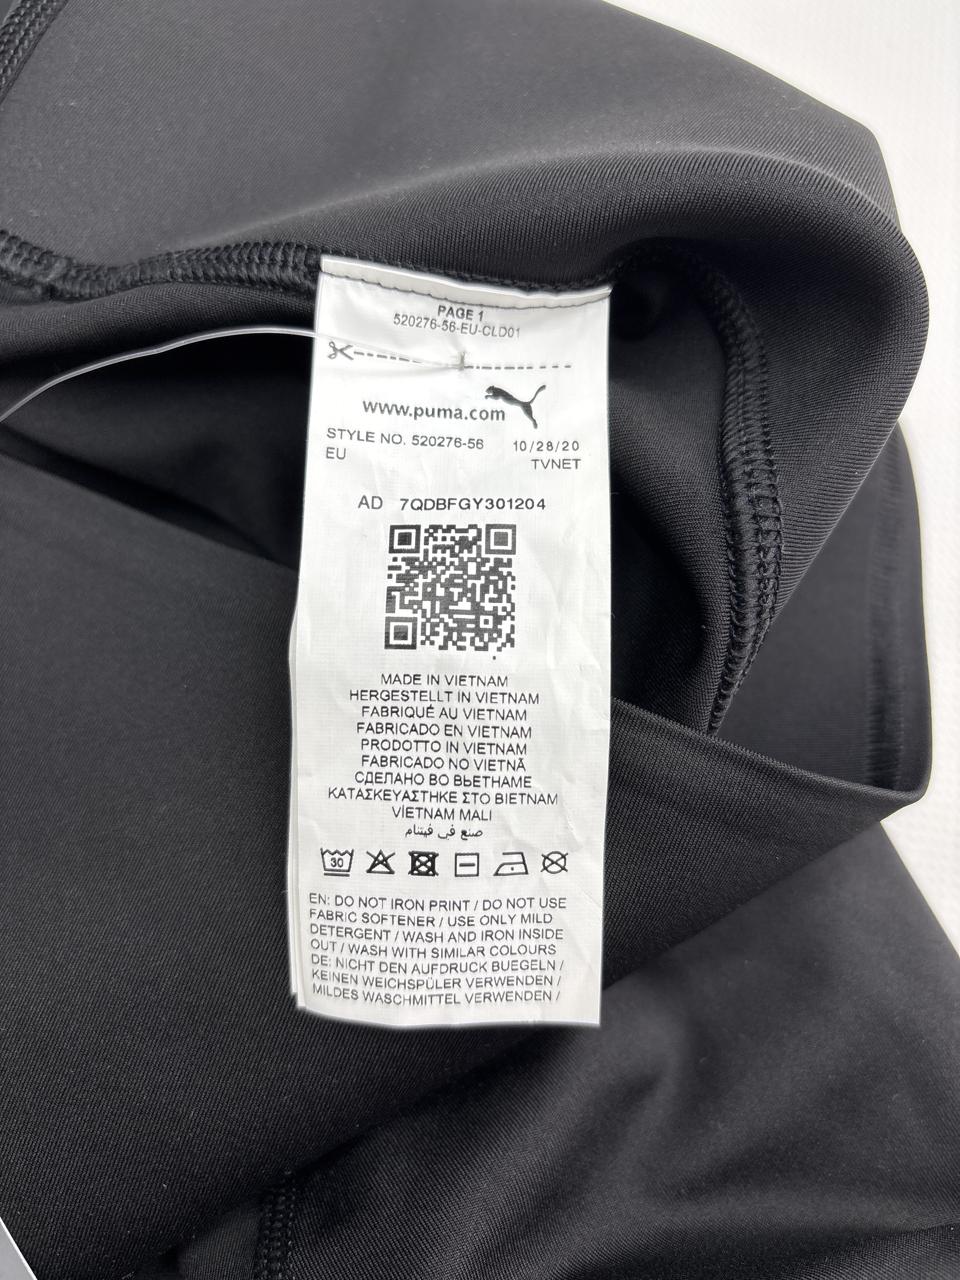 PAGE 1
520276-56-EU-CLD01
www.puma.com
STYLE NO. 520276-56 10/28/20
EU TVNET
AD 7QDBFGY301204
MADE IN VIETNAM
HERGESTELLT IN VIETNAM
FABRIQUÉ AU VIETNAM
FABRICADO EN VIETNAM
PRODOTTO IN VIETNAM
FABRICADO NO VIETNÃ
СДЕЛАНО ВО ВЬЕТНАМЕ
ΚΑΤΑΣΚΕΥΑΣΤΗΚΕ ΣΤΟ ΒΙΕΤΝΑΜ
VİETNAM MALI
صنع في فيتنام
30
EN: DO NOT IRON PRINT / DO NOT USE
FABRIC SOFTENER / USE ONLY MILD
DETERGENT / WASH AND IRON INSIDE
OUT / WASH WITH SIMILAR COLOURS
DE: NICHT DEN AUFDRUCK BUEGELN /
KEINEN WEICHSPÜLER VERWENDEN /
MILDES WASCHMITTEL VERWENDEN /